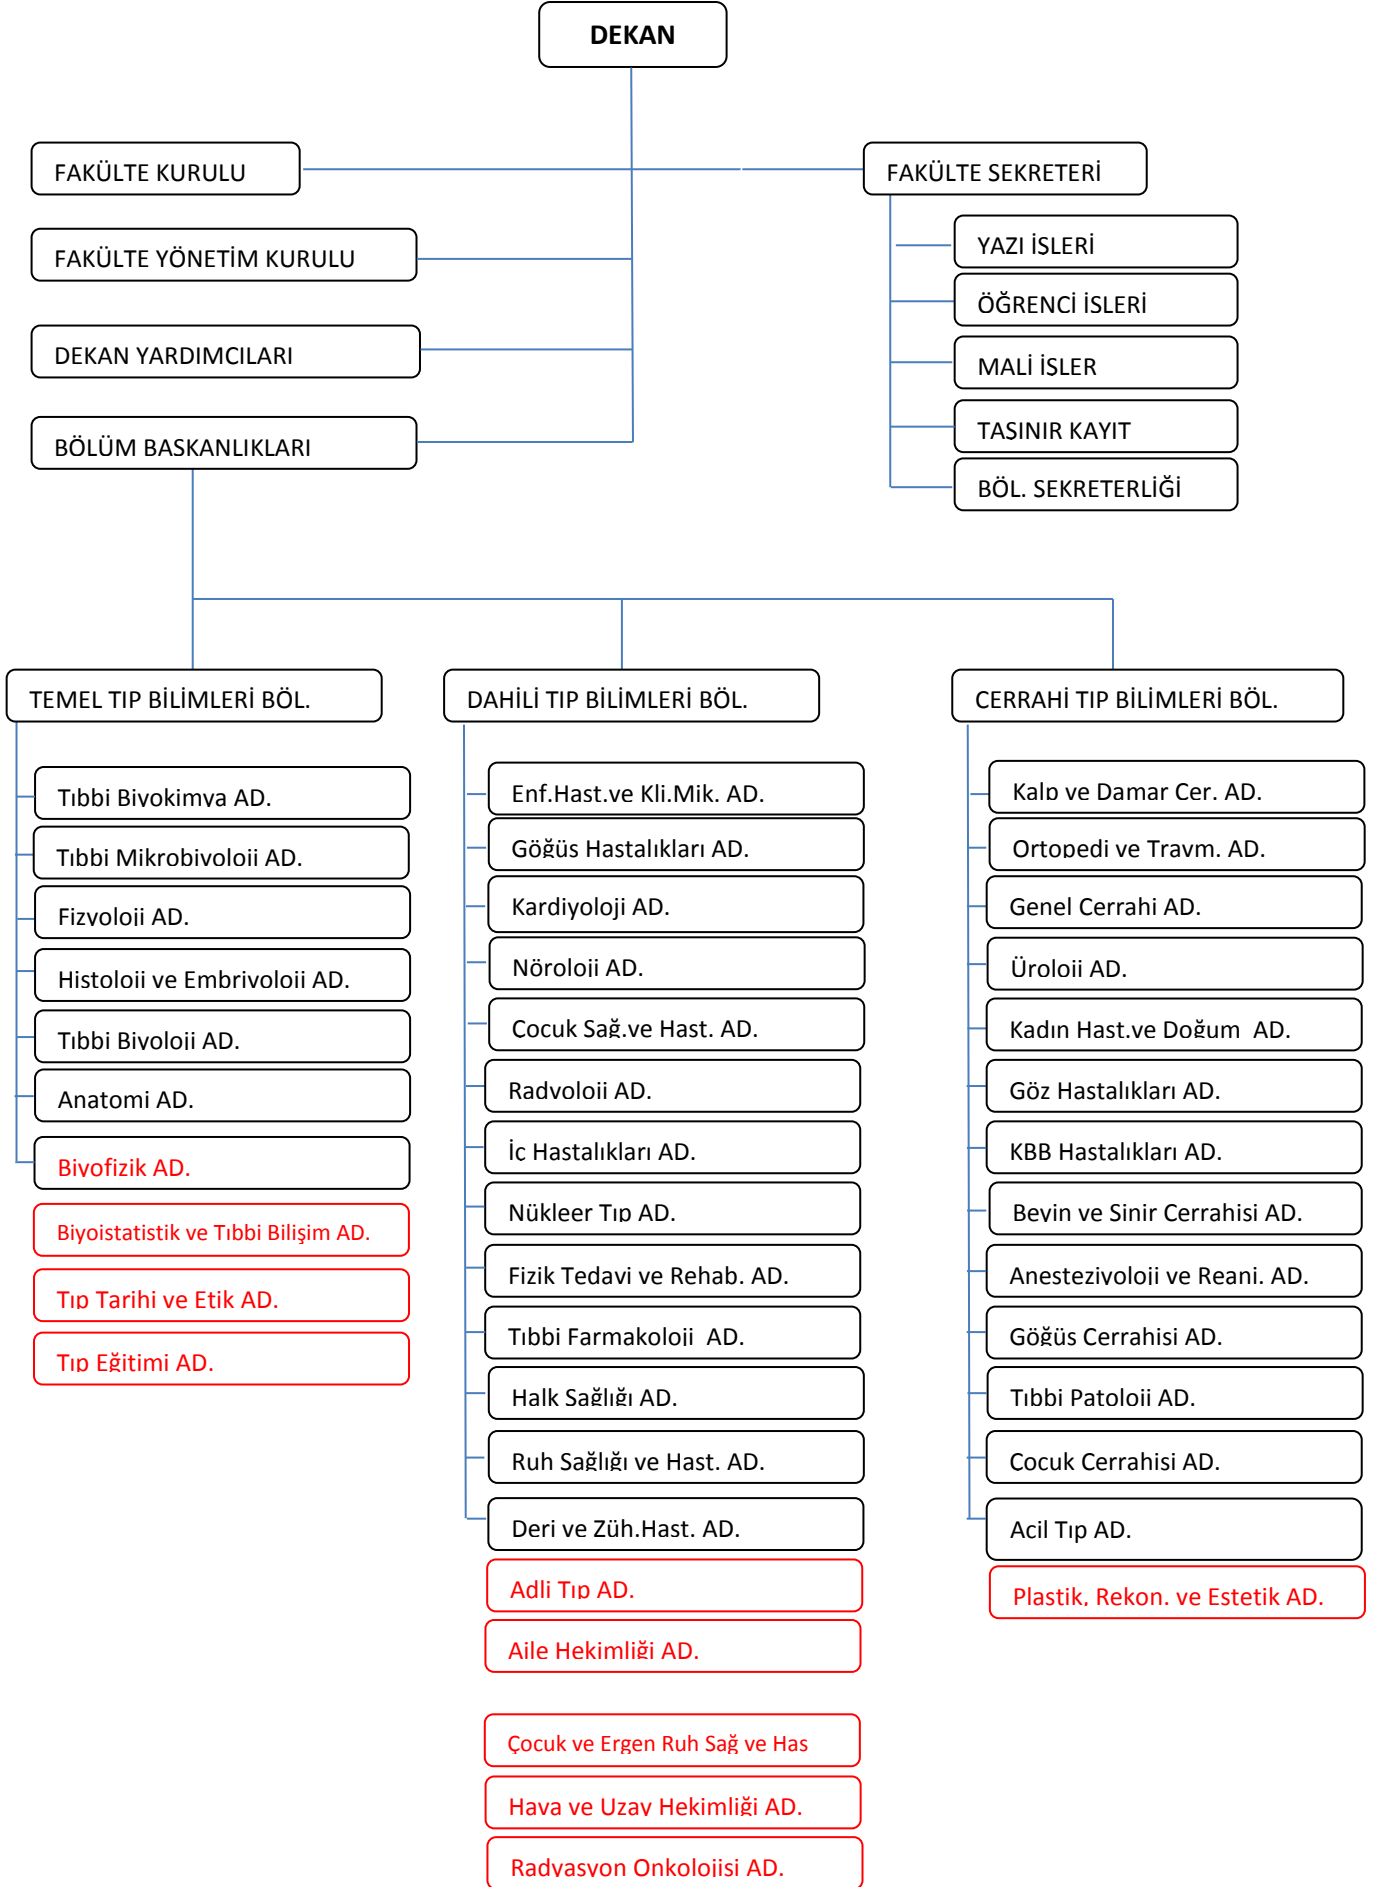 DEKAN
FAKÜLTE KURULU
FAKÜLTE SEKRETERİ
YAZI İŞLERİ
FAKÜLTE YÖNETİM KURULU
ÖĞRENCİ İŞLERİ
DEKAN YARDIMCILARI
MALİ İŞLER
TAŞINIR KAYIT
BÖLÜM BAŞKANLIKLARI
BÖL. SEKRETERLİĞİ
TEMEL TIP BİLİMLERİ BÖL.
Tıbbi Biyokimya AD.
Tıbbi Mikrobiyoloji AD.
Fizyoloji AD.
Histoloji ve Embriyoloji AD.
Tıbbi Biyoloji AD.
Anatomi AD.
Biyofizik AD.
Biyoistatistik ve Tıbbi Bilişim AD.
Tıp Tarihi ve Etik AD.
Tıp Eğitimi AD.
DAHİLİ TIP BİLİMLERİ BÖL.
Enf.Hast.ve Kli.Mik. AD.
Göğüs Hastalıkları AD.
Kardiyoloji AD.
Nöroloji AD.
Çocuk Sağ.ve Hast. AD.
Radyoloji AD.
İç Hastalıkları AD.
Nükleer Tıp AD.
Fizik Tedavi ve Rehab. AD.
Tıbbi Farmakoloji  AD.
Halk Sağlığı AD.
Ruh Sağlığı ve Hast. AD.
Deri ve Züh.Hast. AD.
Adli Tıp AD.
Aile Hekimliği AD.
Çocuk ve Ergen Ruh Sağ ve Has
Hava ve Uzay Hekimliği AD.
Radyasyon Onkolojisi AD.
CERRAHİ TIP BİLİMLERİ BÖL.
Kalp ve Damar Cer. AD.
Ortopedi ve Travm. AD.
Genel Cerrahi AD.
Üroloji AD.
Kadın Hast.ve Doğum  AD.
Göz Hastalıkları AD.
KBB Hastalıkları AD.
Beyin ve Sinir Cerrahisi AD.
Anesteziyoloji ve Reani. AD.
Göğüs Cerrahisi AD.
Tıbbi Patoloji AD.
Çocuk Cerrahisi AD.
Acil Tıp AD.
Plastik, Rekon. ve Estetik AD.